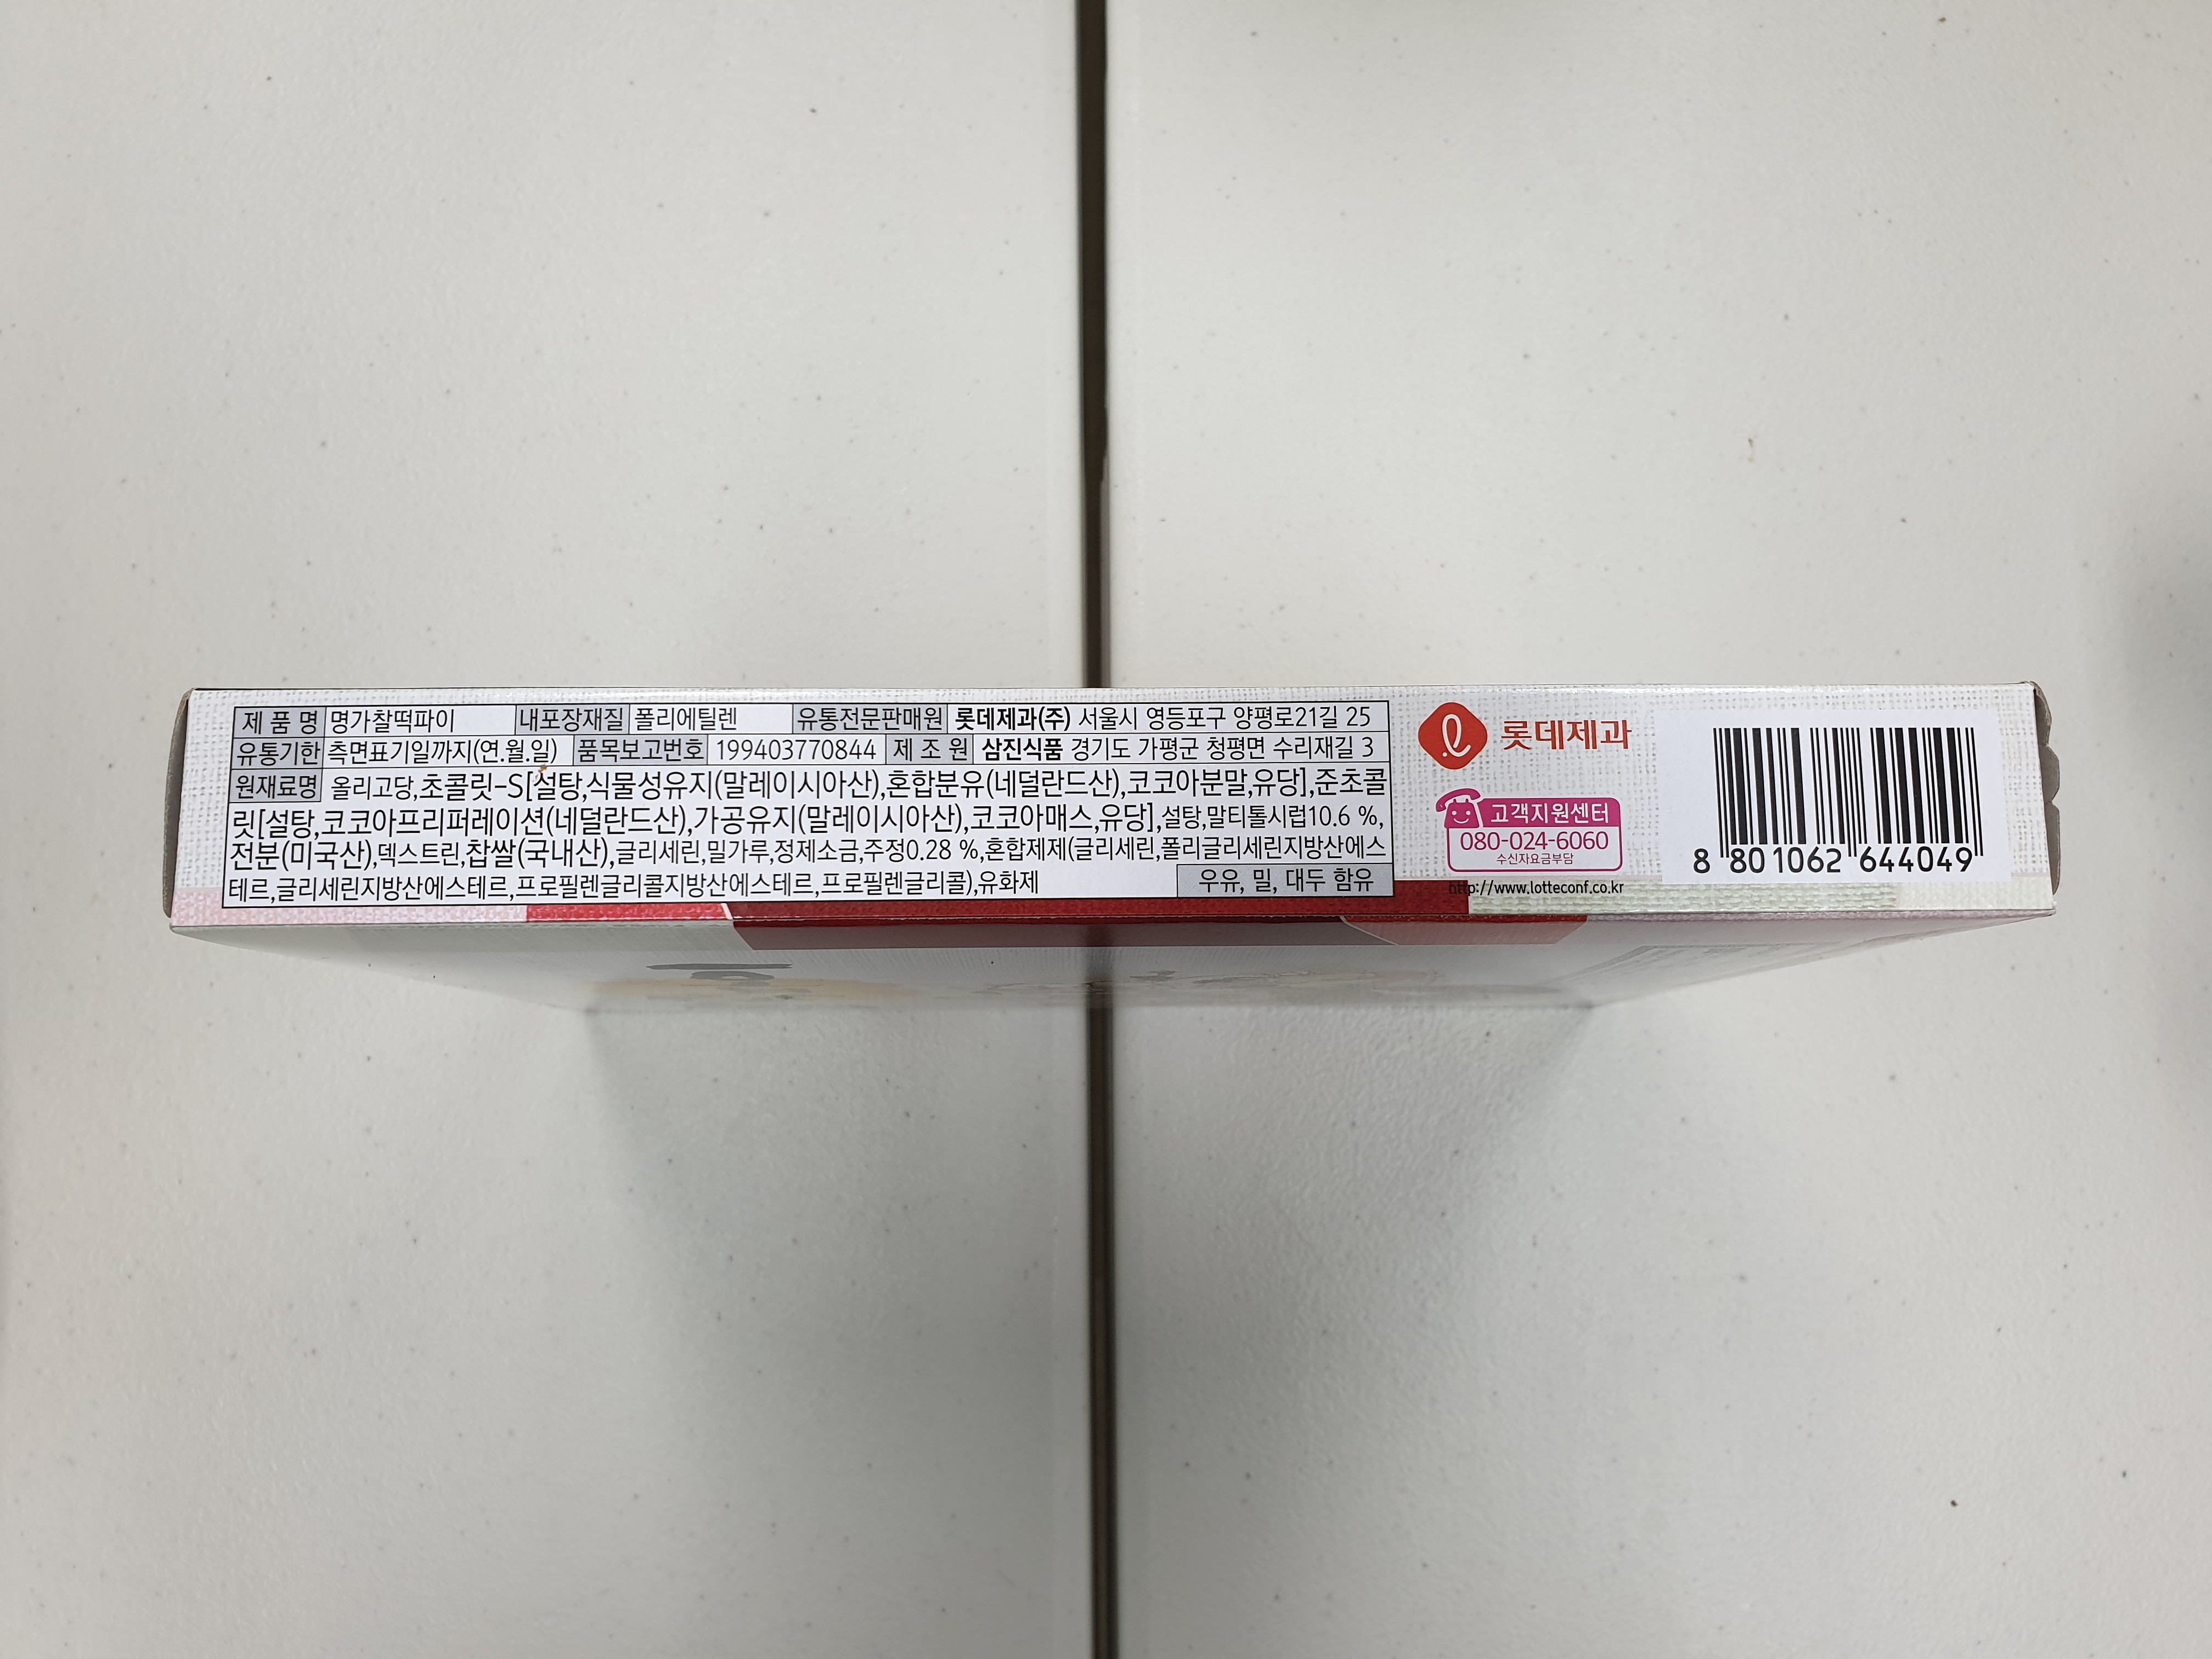 제 품 명 명가찰떡파이 내포장재질 폴리에틸렌 유통전문판매원 롯데제과(주) 서울시 영등포구 양평로21길 25
유통기한 측면표기일까지(연.월.일) 품목보고번호 199403770844 제 조 원 삼진식품 경기도 가평군 청평면 수리재길 3
원재료명 올리고당,초콜릿-S[설탕,식물성유지(말레이시아산),혼합분유(네덜란드산),코코아분말,유당],준초콜
릿[설탕,코코아프리퍼레이션(네덜란드산),가공유지(말레이시아산),코코아매스,유당],설탕,말티톨시럽10.6 %,
전분(미국산),덱스트린,찹쌀(국내산),글리세린,밀가루,정제소금,주정0.28 %,혼합제제(글리세린,폴리글리세린지방산에스
테르,글리세린지방산에스테르,프로필렌글리콜지방산에스테르,프로필렌글리콜),유화제 우유, 밀, 대두 함유
롯데제과
고객지원센터
080-024-6060
수신자요금부담
http://www.lotteconf.co.kr
8 801062 644049